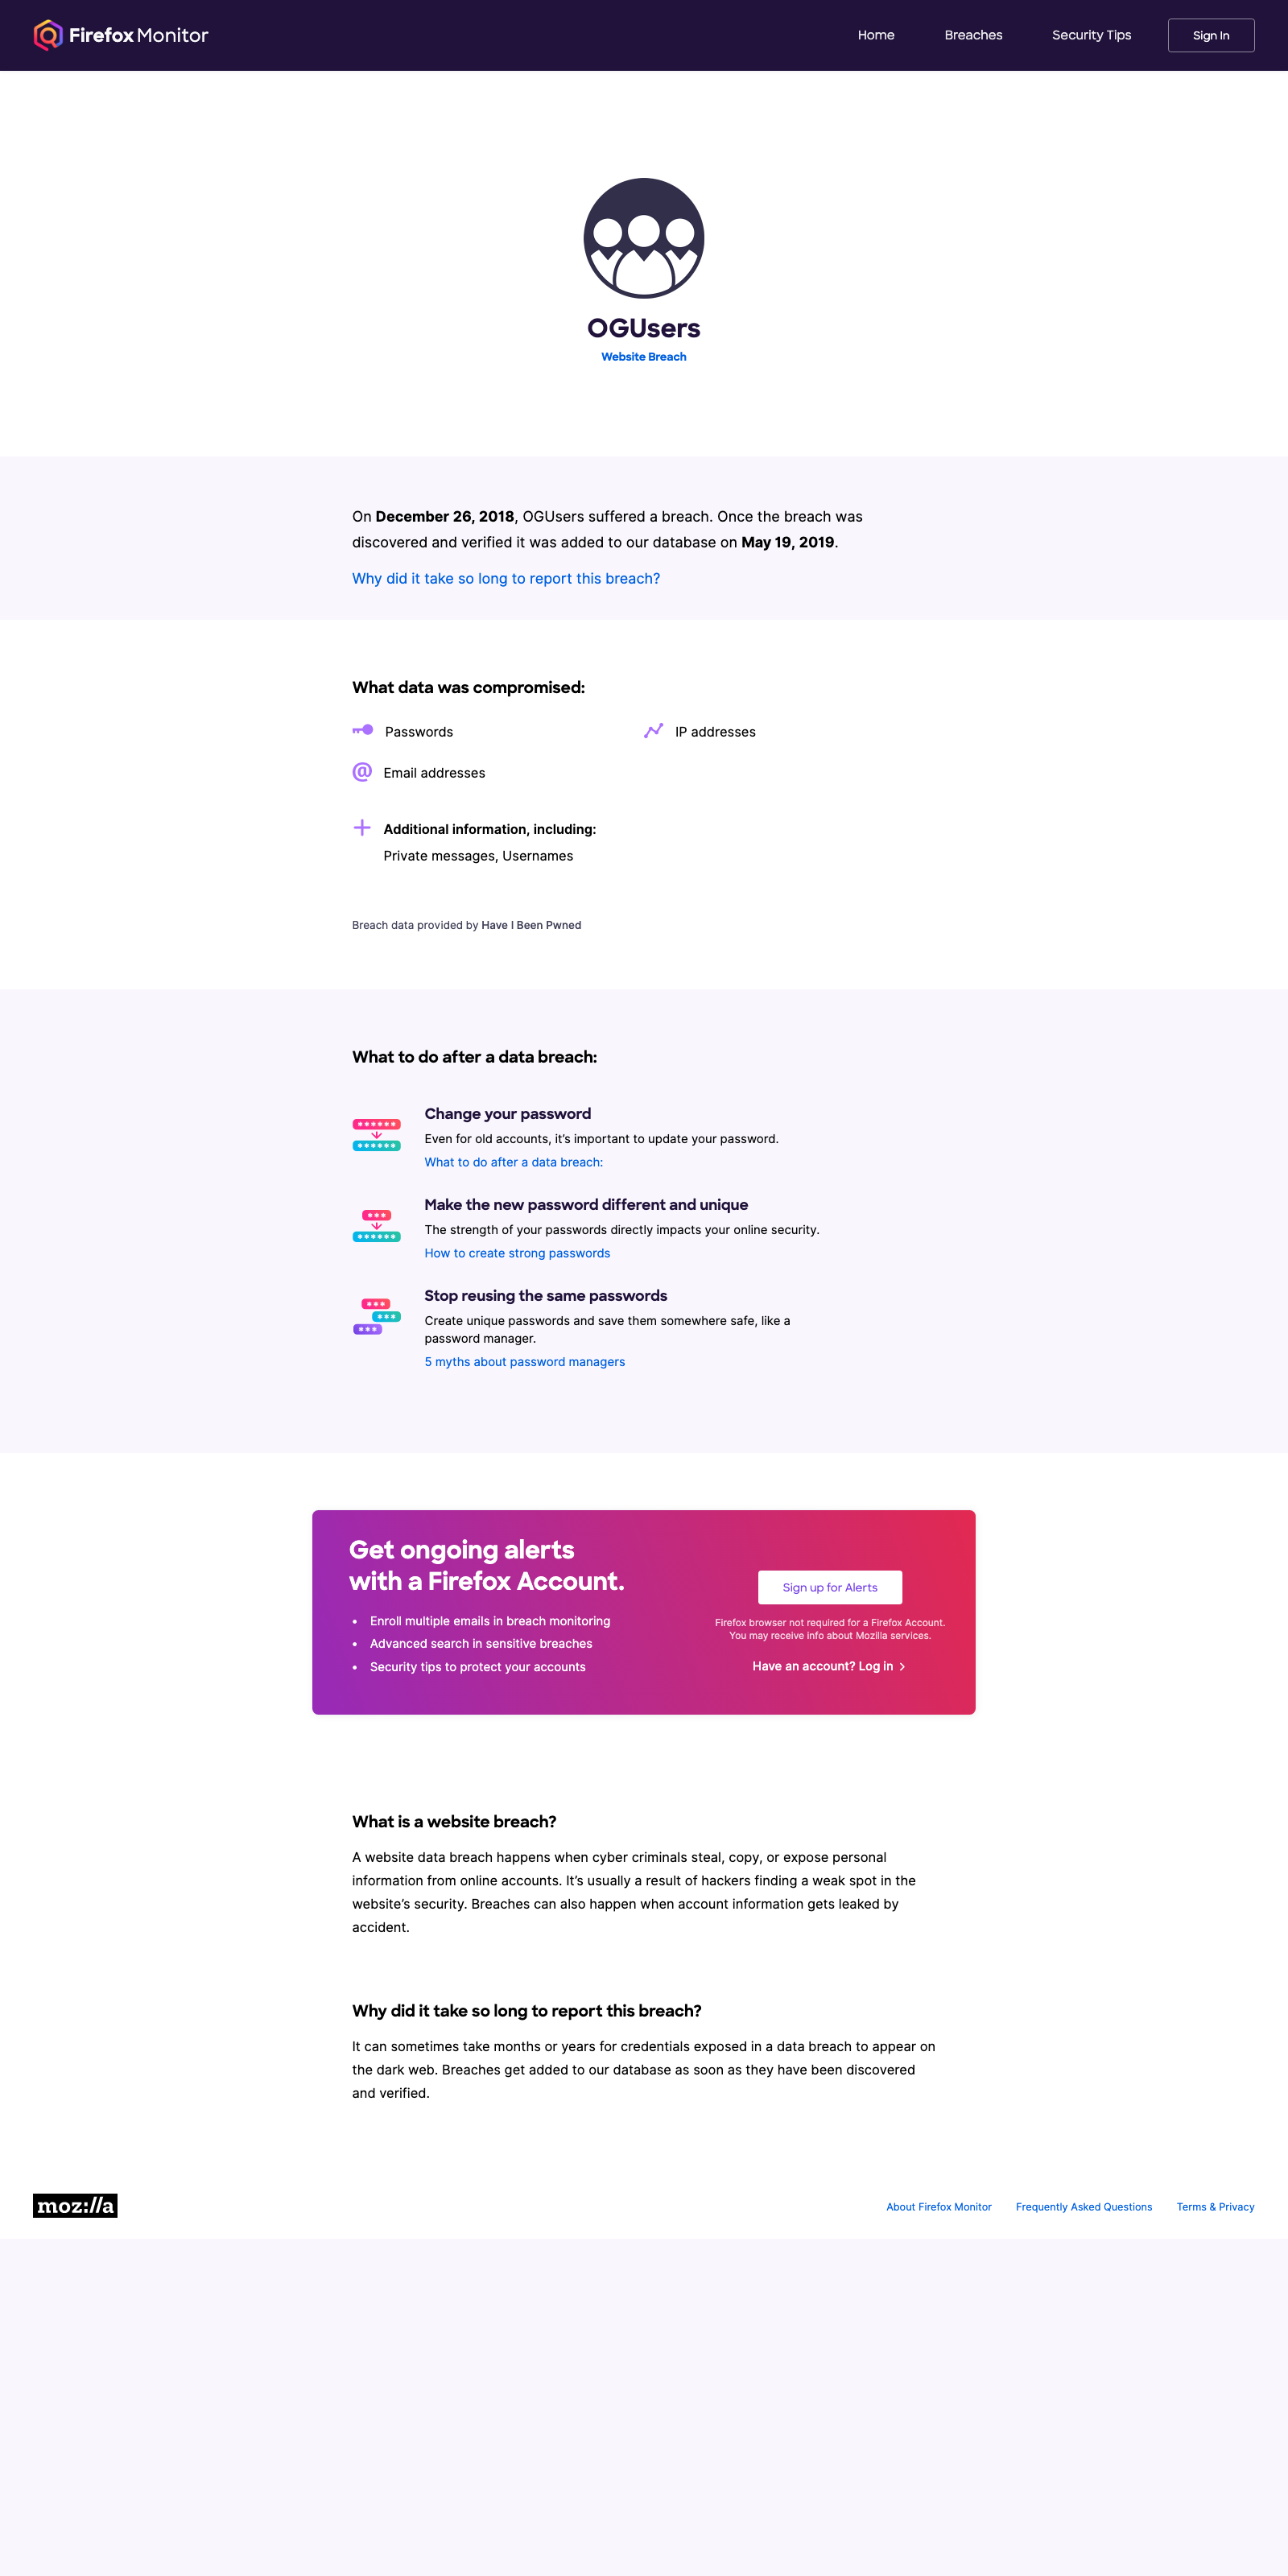 Firefox Monitor
Home
Breaches
Security Tips
Sign In
OGUsers
Website Breach
On December 26, 2018, OGUsers suffered a breach. Once the breach was
discovered and verified it was added to our database on May 19, 2019.
Why did it take so long to report this breach?
What data was compromised:
Passwords
IP addresses
@ Email addresses
Additional information, including:
Private messages, Usernames
Breach data provided by Have I Been Pwned
What to do after a data breach:
Change your password
Even for old accounts, it’s important to update your password.
What to do after a data breach:
Make the new password different and unique
The strength of your passwords directly impacts your online security.
How to create strong passwords
Stop reusing the same passwords
Create unique passwords and save them somewhere safe, like a
password manager.
5 myths about password managers
Get ongoing alerts
with a Firefox Account.
• Enroll multiple emails in breach monitoring
• Advanced search in sensitive breaches
• Security tips to protect your accounts
Sign up for Alerts
Firefox browser not required for a Firefox Account.
You may receive info about Mozilla services.
Have an account? Log in
What is a website breach?
A website data breach happens when cyber criminals steal, copy, or expose personal
information from online accounts. It’s usually a result of hackers finding a weak spot in the
website’s security. Breaches can also happen when account information gets leaked by
accident.
Why did it take so long to report this breach?
It can sometimes take months or years for credentials exposed in a data breach to appear on
the dark web. Breaches get added to our database as soon as they have been discovered
and verified.
moz://a
About Firefox Monitor
Frequently Asked Questions
Terms & Privacy